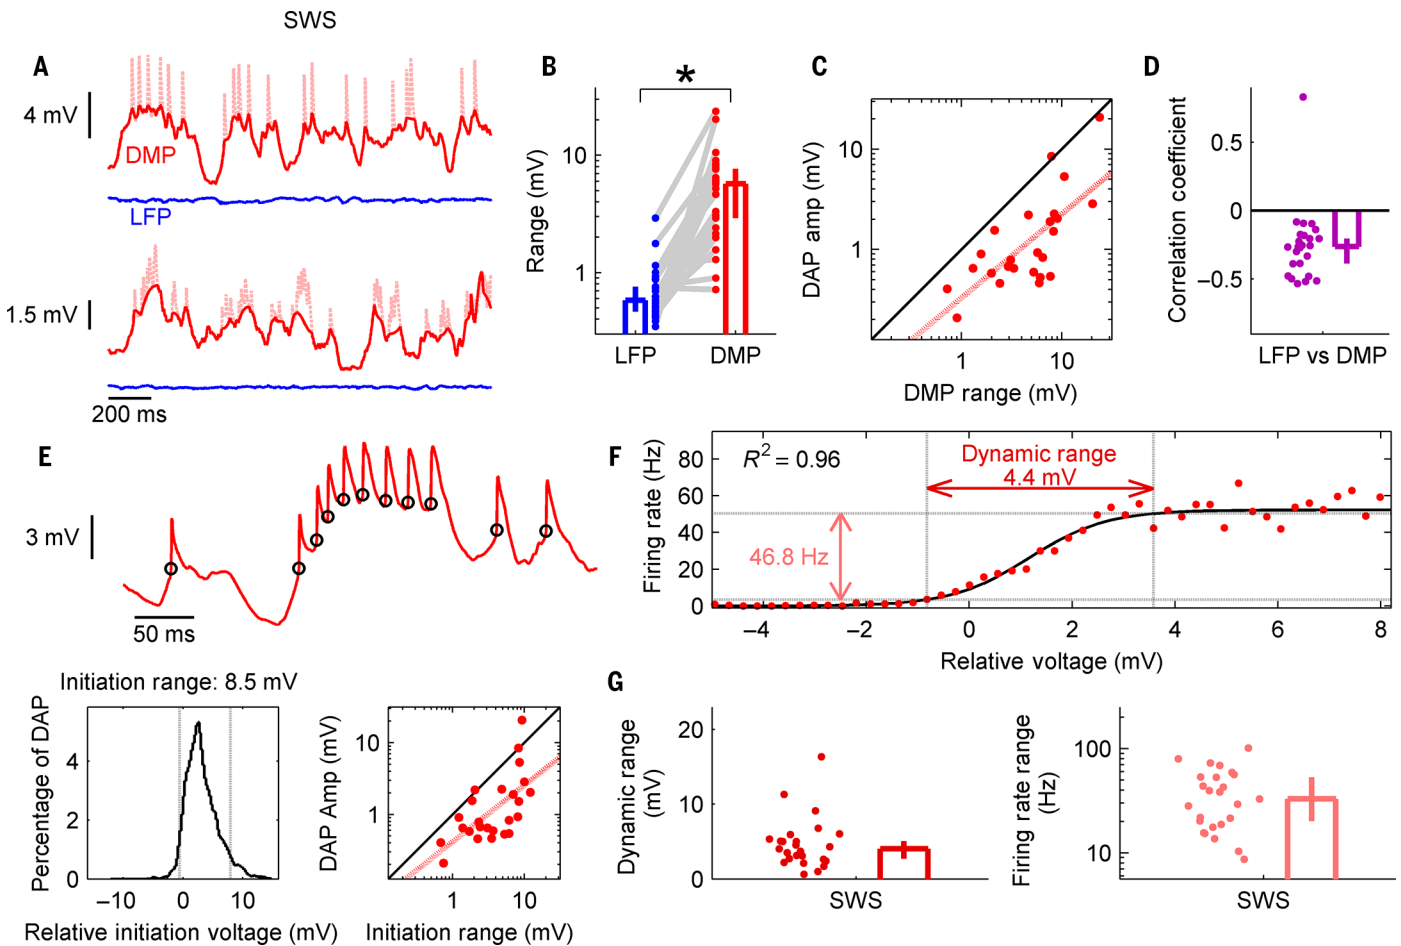 SWS
A
4 mV
DMP
LFP
1.5 mV
200 ms
B
*
Range (mV)
10
1
LFP
DMP
C
DAP amp (mV)
10
1
1
10
DMP range (mV)
D
Correlation coefficient
0.5
0
−0.5
LFP vs DMP
E
3 mV
50 ms
Initiation range: 8.5 mV
Percentage of DAP
4
2
0
−10
0
10
Relative initiation voltage (mV)
DAP Amp (mV)
10
1
1
10
Initiation range (mV)
F
Firing rate (Hz)
80
60
40
20
0
R² = 0.96
Dynamic range
4.4 mV
46.8 Hz
−4
−2
0
2
4
6
8
Relative voltage (mV)
G
Dynamic range
(mV)
20
10
0
SWS
Firing rate range
(Hz)
100
10
SWS